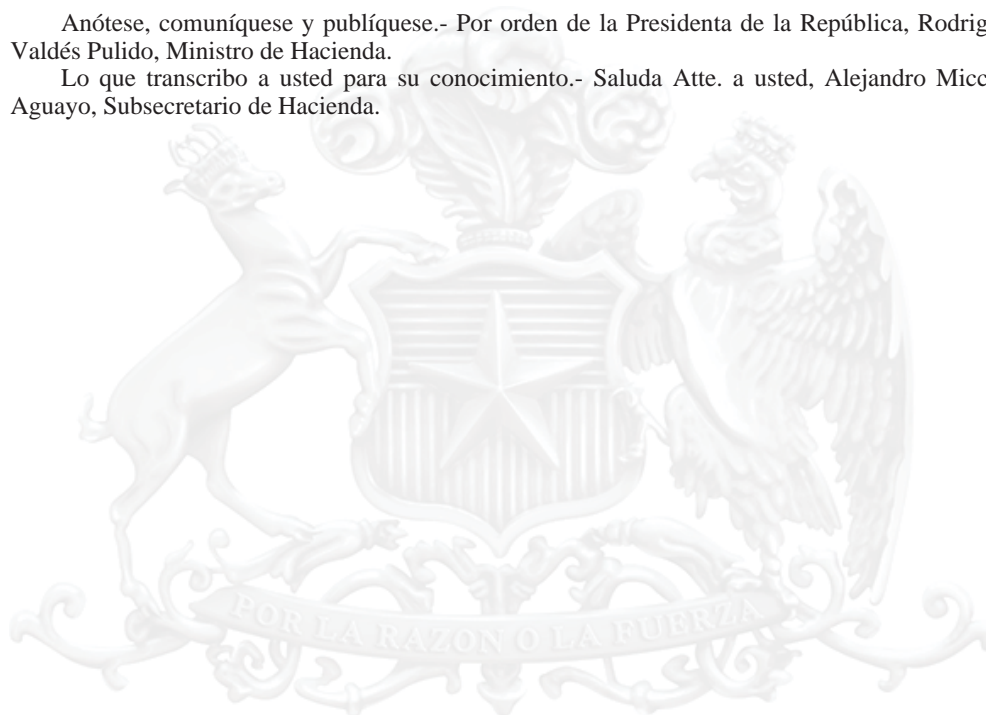 Anótese, comuníquese y publíquese.- Por orden de la Presidenta de la República, Rodrig
Valdés Pulido, Ministro de Hacienda.
Lo que transcribo a usted para su conocimiento.- Saluda Atte. a usted, Alejandro Micc
Aguayo, Subsecretario de Hacienda.
POR LA RAZON O LA FUERZA